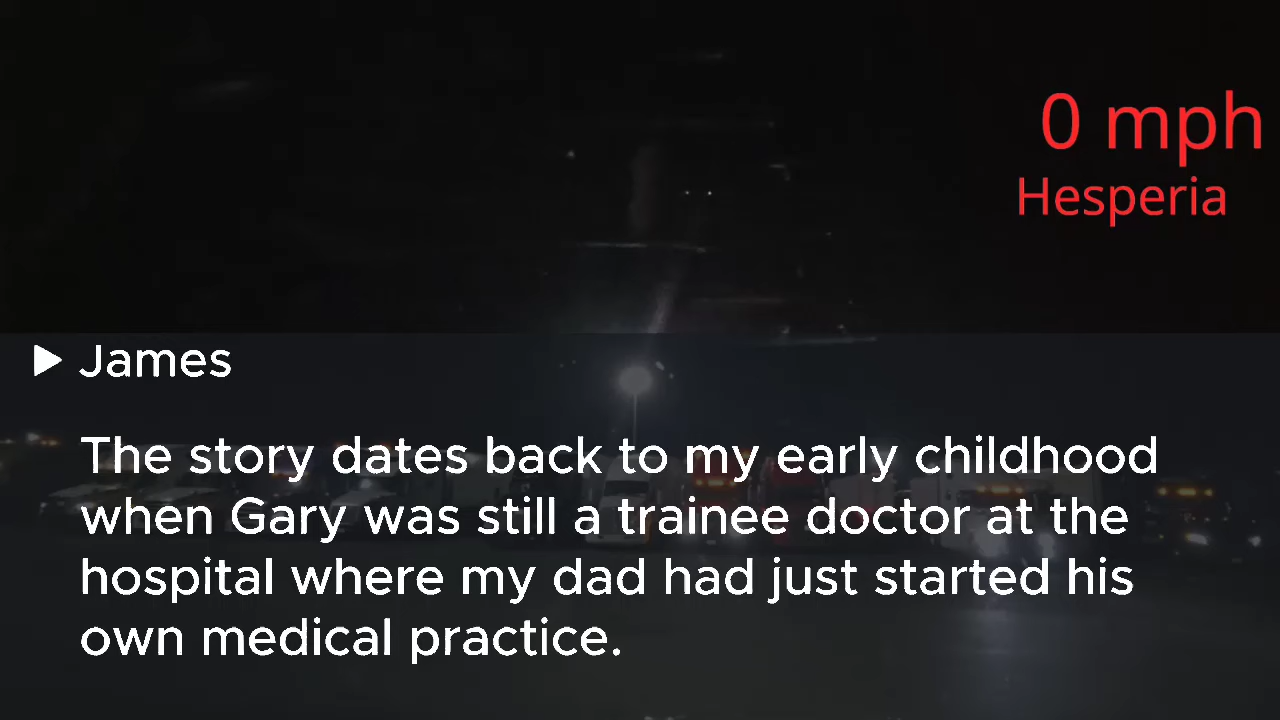 0 mph
Hesperia
James
The story dates back to my early childhood
when Gary was still a trainee doctor at the
hospital where my dad had just started his
own medical practice.